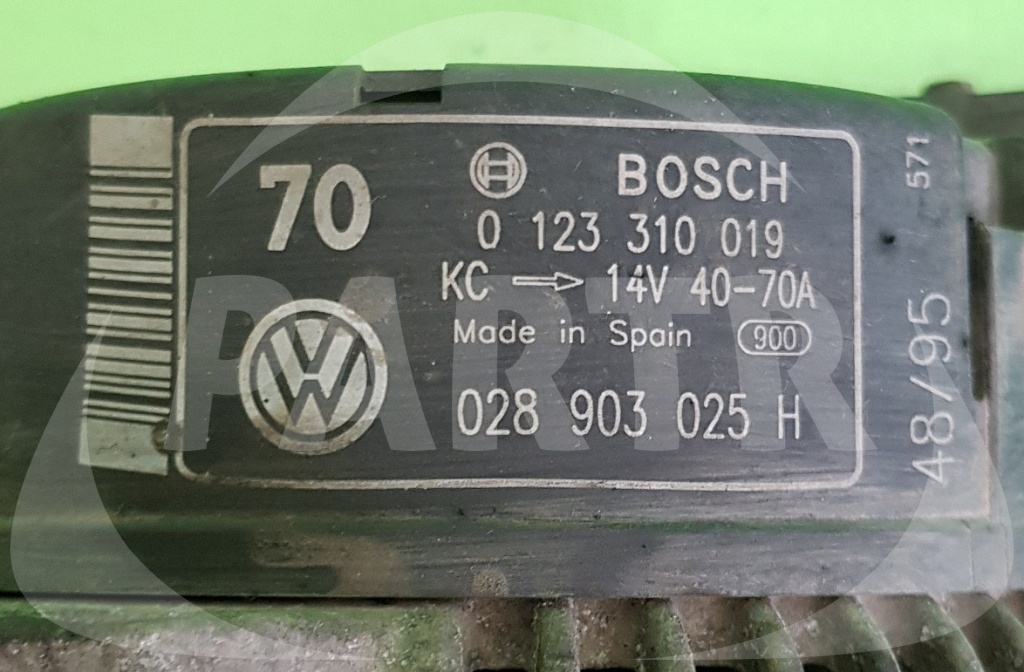 70
BOSCH
0 123 310 019
KC → 14V 40-70A
Made in Spain 900
028 903 025 H
571
48/95
PARTR